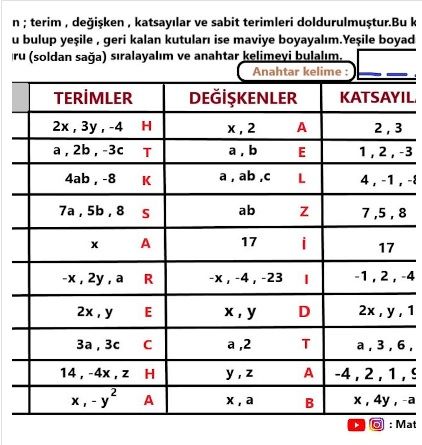 n ; terim , değişken , katsayılar ve sabit terimleri doldurulmuştur.Bu k
u bulup yeşile , geri kalan kutuları ise maviye boyayalım.Yeşile boyad
ru (soldan sağa) sıralayalım ve anahtar kelimeyi bulalım.
Anahtar kelime :
TERİMLER DEĞİŞKENLER KATSAYIL
2x , 3y , -4 H x , 2 A 2 , 3
a , 2b , -3c T a , b E 1 , 2 , -3
4ab , -8 K a , ab ,c L 4 , -1 , -8
7a , 5b , 8 S ab Z 7 ,5 , 8
x A 17 İ 17
-x , 2y , a R -x , -4 , -23 I -1 , 2 , -4
2x , y E x , y D 2x , y , 1
3a , 3c C a ,2 T a , 3 , 6 ,
14 , -4x , z H y , z A -4 , 2 , 1 , 9
x , - y² A x , a B x , 4y , -a
: Mat